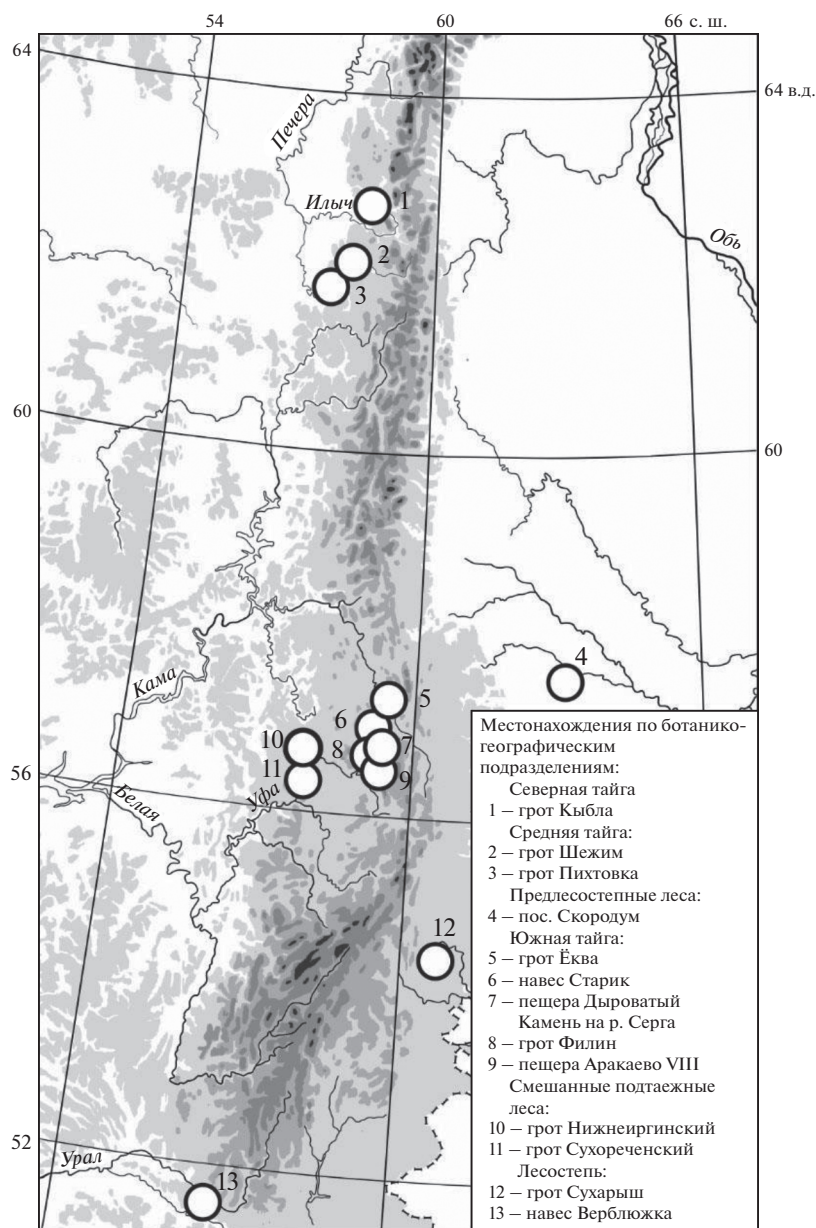 54
60
66 с. ш.
64
64 в.д.
Печера
Илыч
1
2
3
Обь
60
60
4
Кама
5
6
10
7
8
11
9
56
Уфа
Белая
12
52
Урал
13
Местонахождения по ботанико-
географическим
подразделениям:
Северная тайга
1 – грот Кыбла
Средняя тайга:
2 – грот Шежим
3 – грот Пихтовка
Предлесостепные леса:
4 – пос. Скородум
Южная тайга:
5 – грот Ёква
6 – навес Старик
7 – пещера Дыроватый
Камень на р. Серга
8 – грот Филин
9 – пещера Аракаево VIII
Смешанные подтаежные
леса:
10 – грот Нижнеиргинский
11 – грот Сухореченский
Лесостепь:
12 – грот Сухарыш
13 – навес Верблюжка